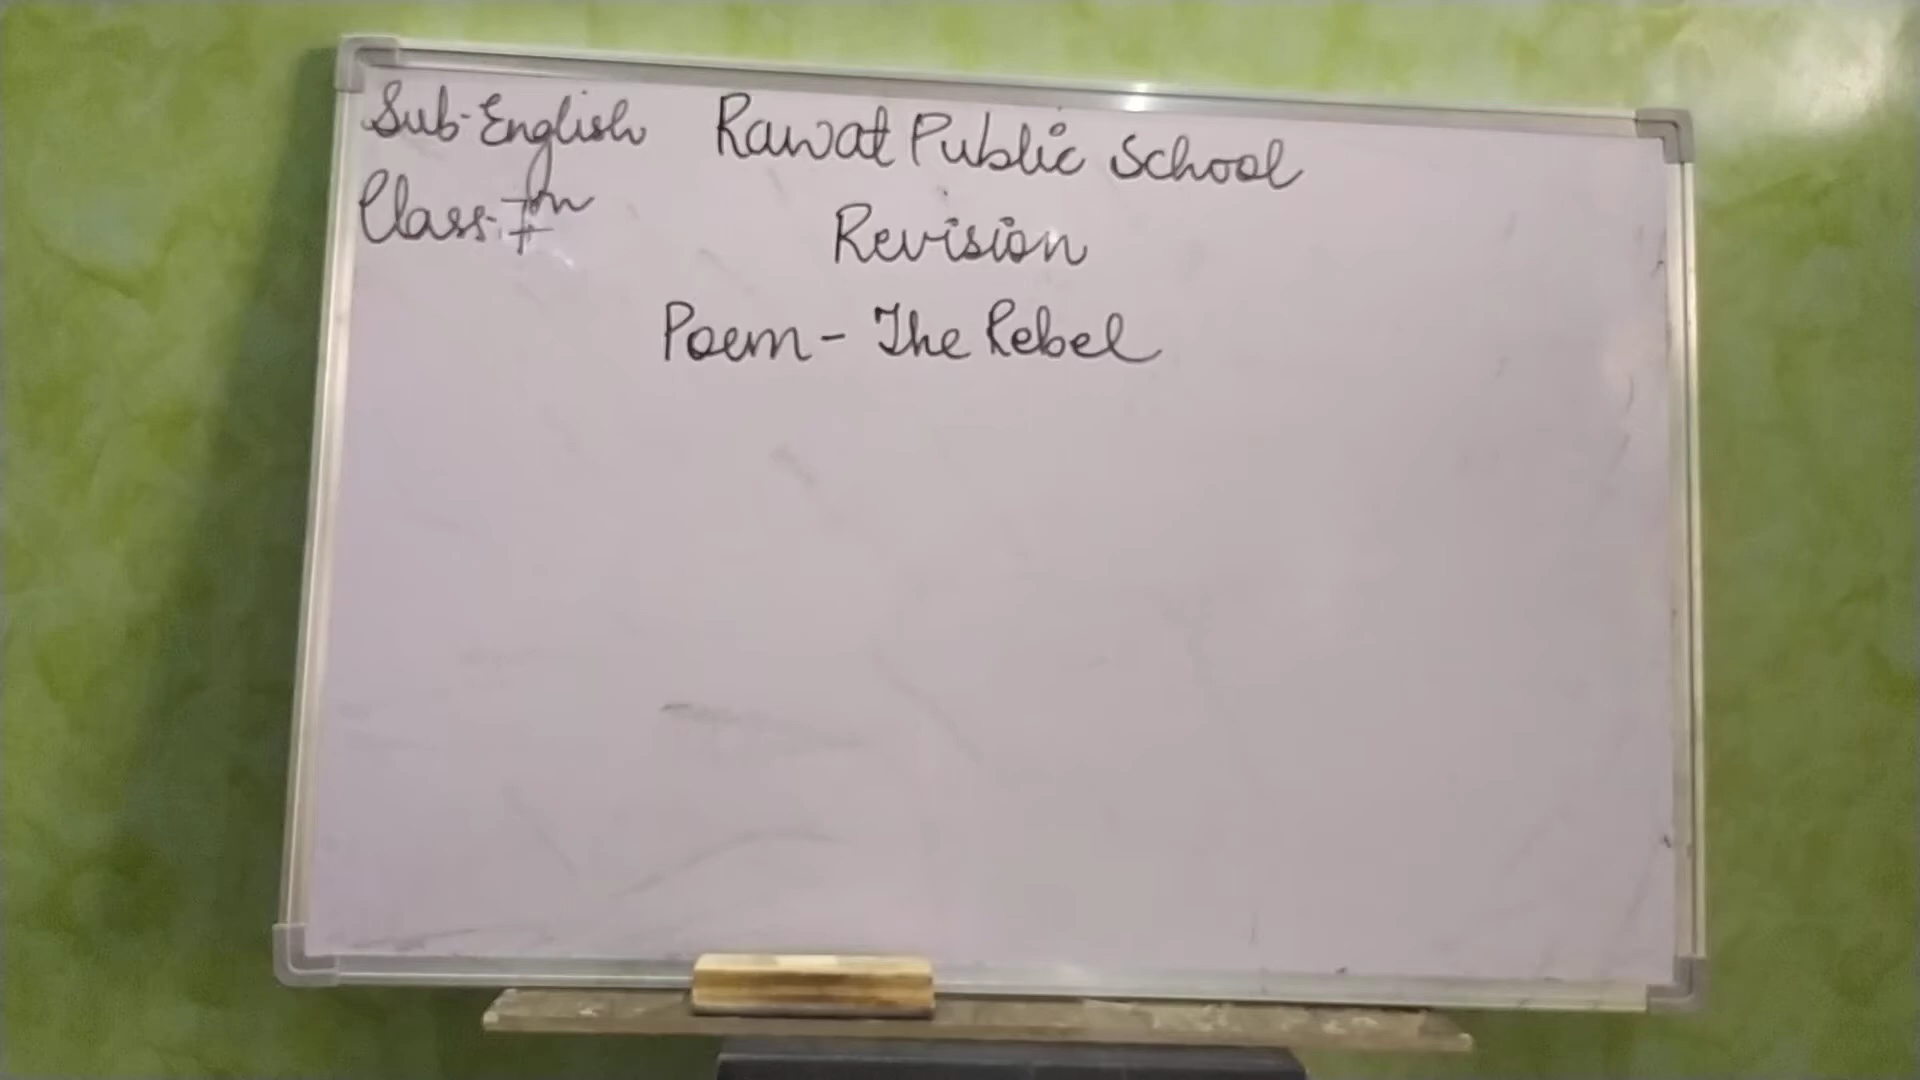 Sub-English
Class-7th
Rawat Public School
Revision
Poem - The Rebel